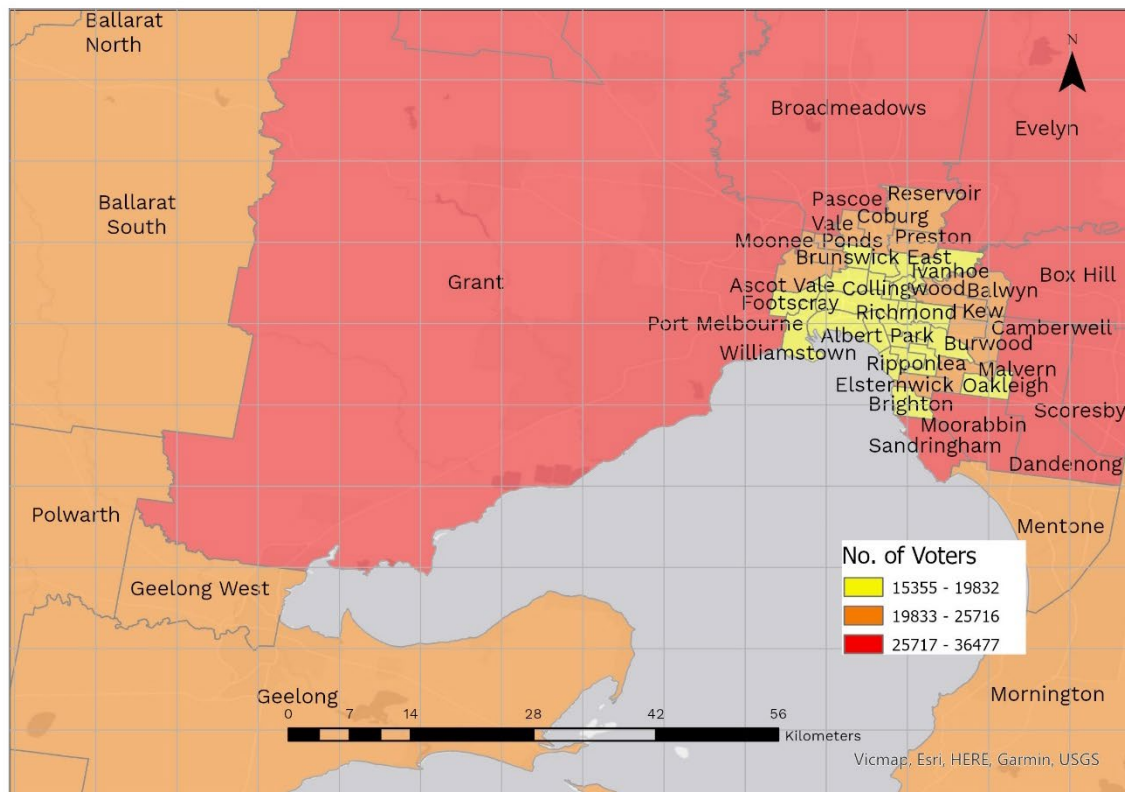 Ballarat
North
N
Broadmeadows
Evelyn
Ballarat
South
Pascoe
Vale
Reservoir
Coburg
Moonee Ponds
Preston
Brunswick East
Ivanhoe
Grant
Box Hill
Ascot Vale
Collingwood
Balwyn
Footscray
Richmond
Kew
Port Melbourne
Albert Park
Camberwell
Burwood
Williamstown
Ripponlea
Malvern
Elsternwick
Oakleigh
Brighton
Scoresby
Moorabbin
Sandringham
Dandenong
Polwarth
Mentone
Geelong West
No. of Voters
15355 - 19832
19833 - 25716
25717 - 36477
Geelong
Mornington
0 7 14 28 42 56
Kilometers
Vicmap, Esri, HERE, Garmin, USGS